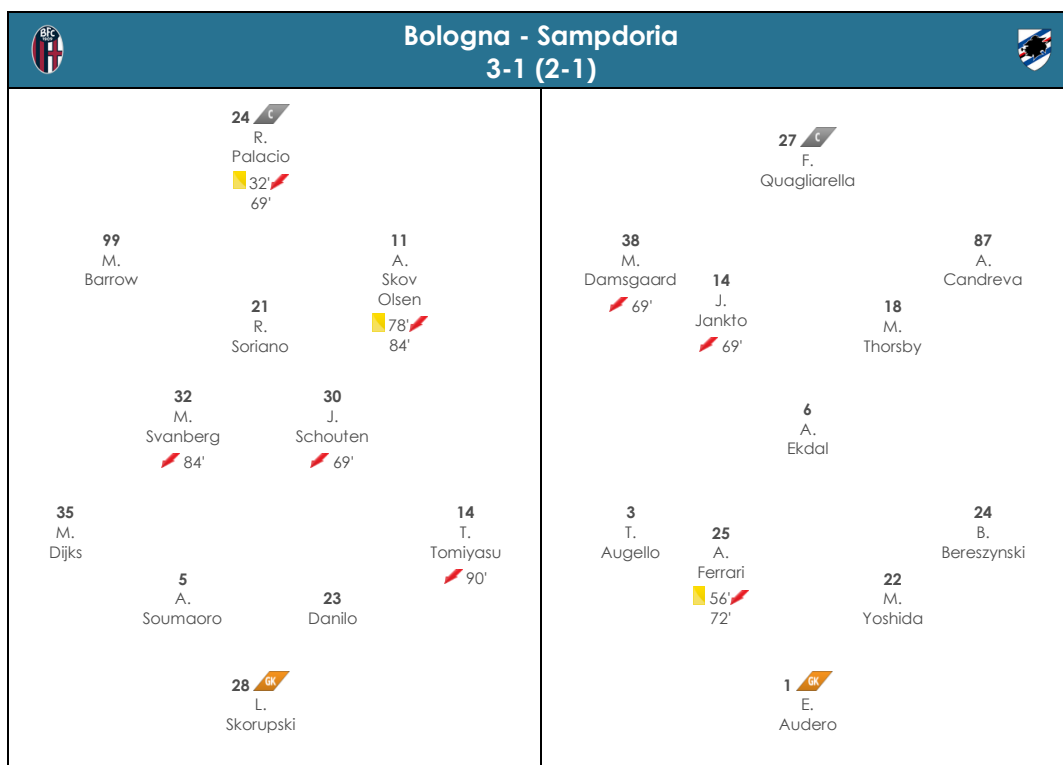 BFC
1909
Bologna - Sampdoria
3-1 (2-1)
24 C
R.
Palacio
32'
69'
99
M.
Barrow
11
A.
Skov
Olsen
78'
84'
21
R.
Soriano
32
M.
Svanberg
84'
30
J.
Schouten
69'
35
M.
Dijks
14
T.
Tomiyasu
90'
5
A.
Soumaoro
23
Danilo
28 GK
L.
Skorupski
27 C
F.
Quagliarella
38
M.
Damsgaard
69'
14
J.
Jankto
69'
87
A.
Candreva
18
M.
Thorsby
6
A.
Ekdal
3
T.
Augello
25
A.
Ferrari
56'
72'
24
B.
Bereszynski
22
M.
Yoshida
1 GK
E.
Audero